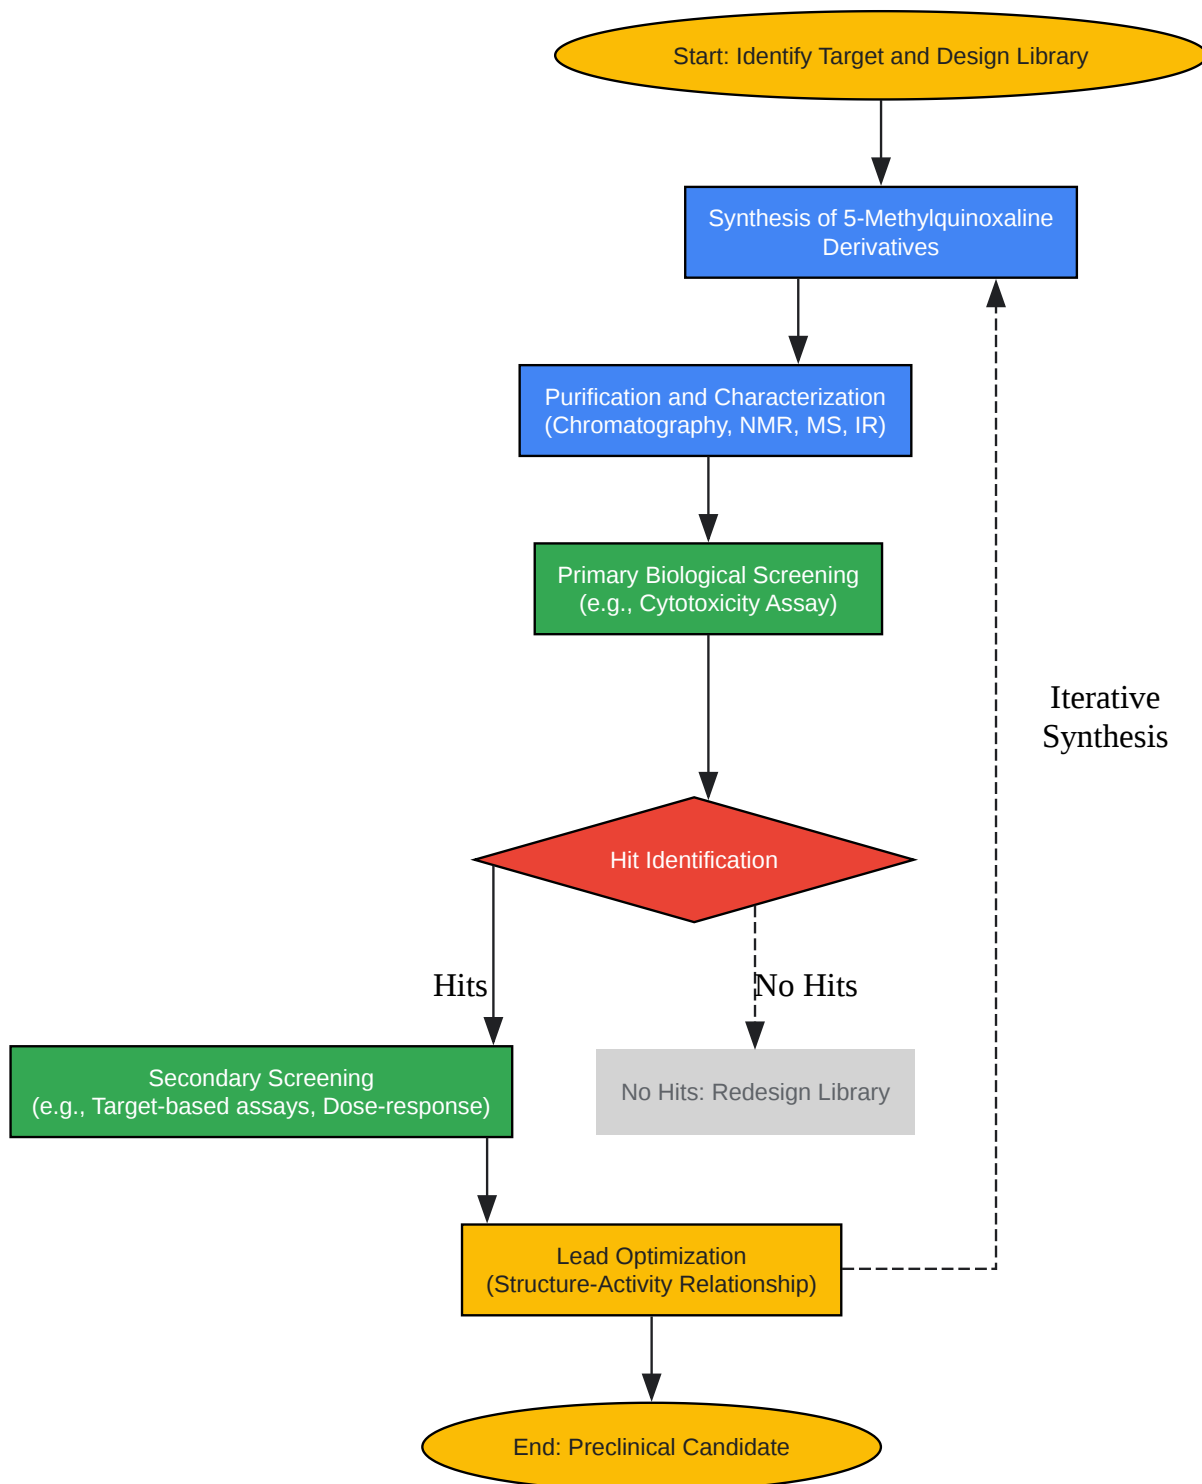 Start: Identify Target and Design Library
Synthesis of 5-Methylquinoxaline
Derivatives
Purification and Characterization
(Chromatography, NMR, MS, IR)
Primary Biological Screening
(e.g., Cytotoxicity Assay)
Iterative
Synthesis
Hit Identification
Hits
No Hits
Secondary Screening
(e.g., Target-based assays, Dose-response)
No Hits: Redesign Library
Lead Optimization
(Structure-Activity Relationship)
End: Preclinical Candidate